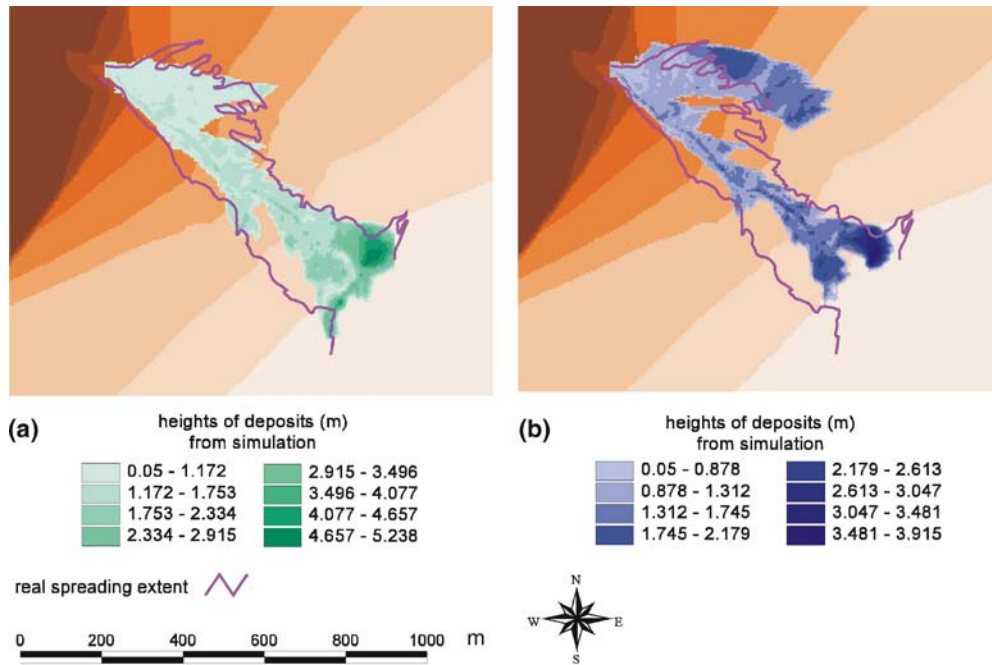 (a)
heights of deposits (m)
from simulation
0.05 - 1.172
1.172 - 1.753
1.753 - 2.334
2.334 - 2.915
2.915 - 3.496
3.496 - 4.077
4.077 - 4.657
4.657 - 5.238
(b)
heights of deposits (m)
from simulation
0.05 - 0.878
0.878 - 1.312
1.312 - 1.745
1.745 - 2.179
2.179 - 2.613
2.613 - 3.047
3.047 - 3.481
3.481 - 3.915
real spreading extent
0 200 400 600 800 1000 m
N
W E
S